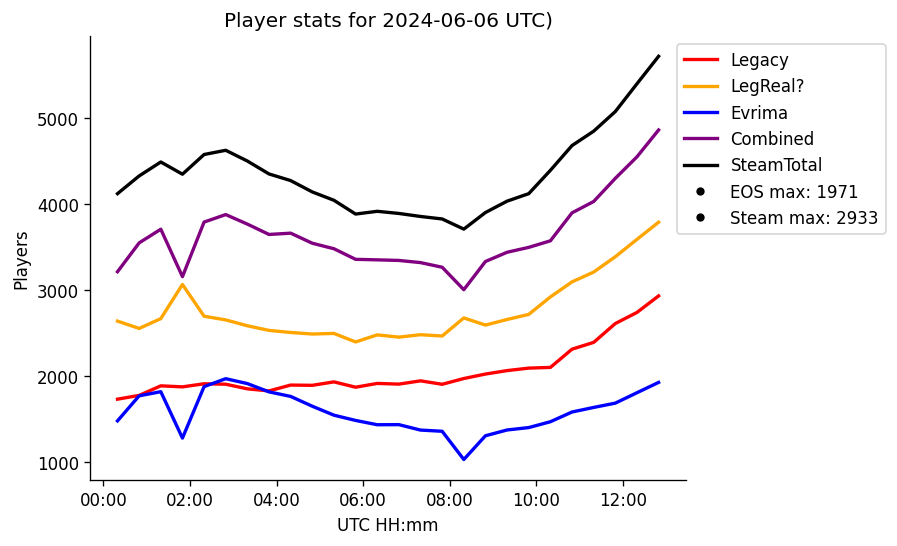 Player stats for 2024-06-06 UTC)
Legacy
LegReal?
Evrima
Combined
SteamTotal
EOS max: 1971
Steam max: 2933
Players
5000
4000
3000
2000
1000
00:00 02:00 04:00 06:00 08:00 10:00 12:00
UTC HH:mm